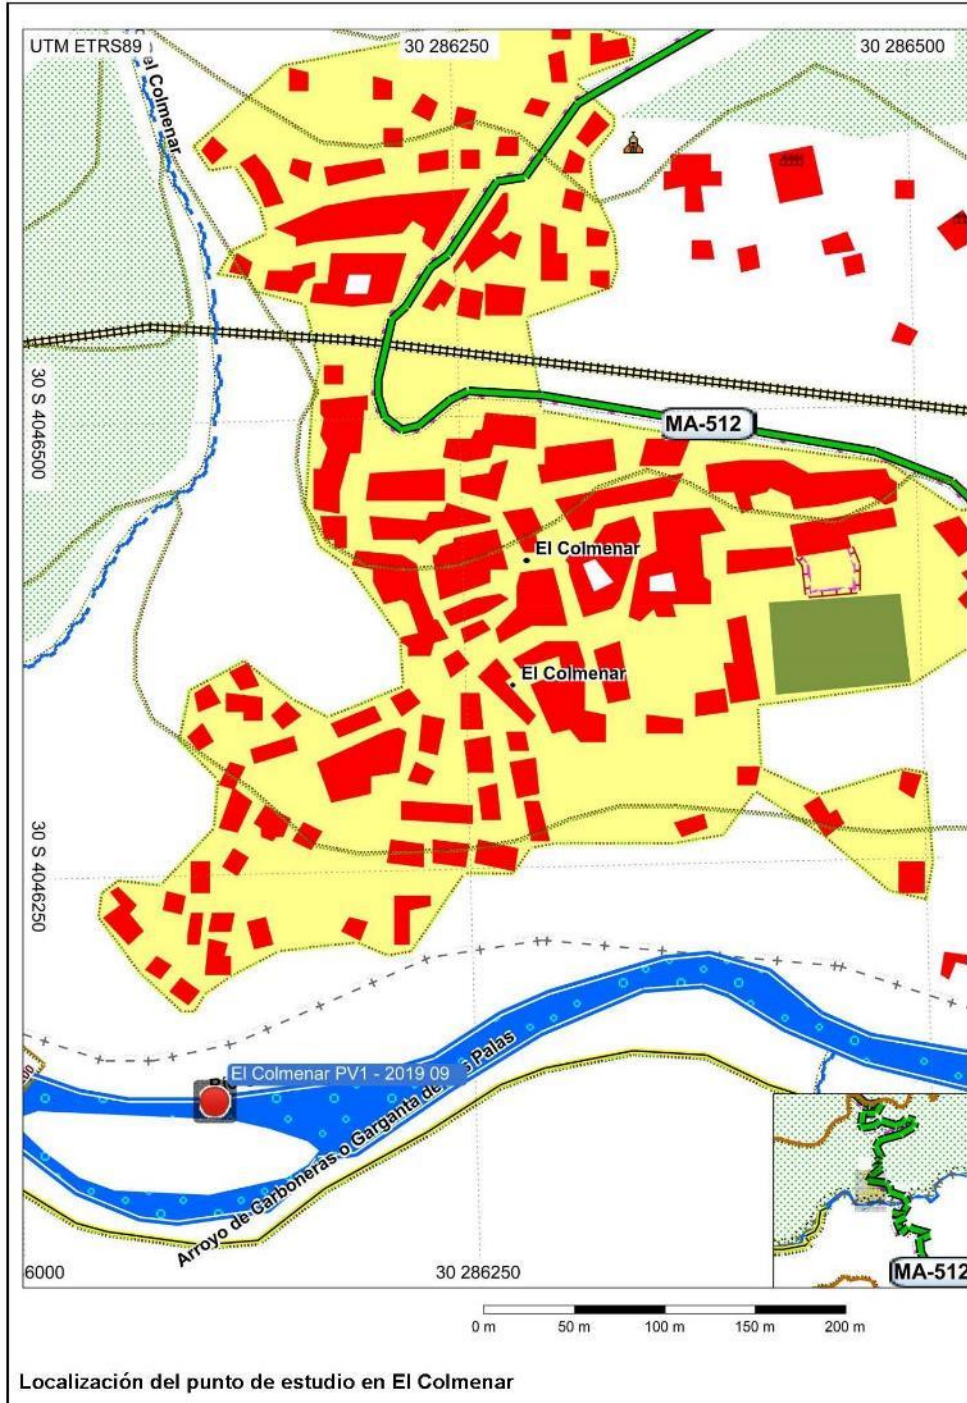 UTM ETRS89
30 286250
30 286500
el Colmenar
30 S 4046500
MA-512
El Colmenar
El Colmenar
30 S 4046250
El Colmenar PV1 - 2019 09
Arroyo de Carboneras o Garganta de
Palas
6000
30 286250
MA-512
0 m
50 m
100 m
150 m
200 m
Localización del punto de estudio en El Colmenar